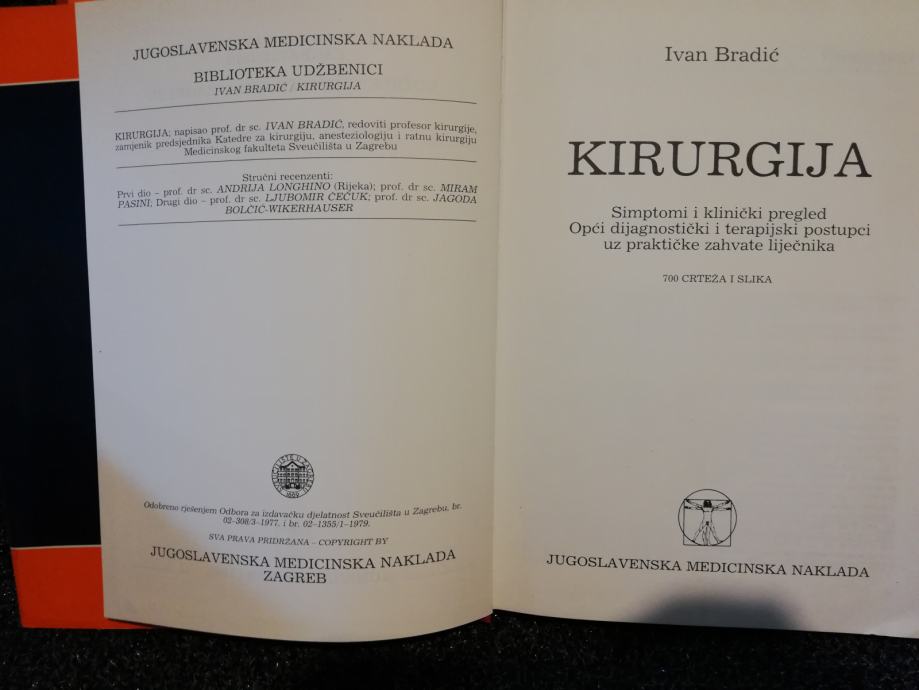 JUGOSLAVENSKA MEDICINSKA NAKLADA
BIBLIOTEKA UDŽBENICI
IVAN BRADIĆ / KIRURGIJA
KIRURGIJA; napisao prof. dr sc. IVAN BRADIĆ, redoviti profesor kirurgije,
zamjenik predsjednika Katedre za kirurgiju, anesteziologiju i ratnu kirurgiju
Medicinskog fakulteta Sveučilišta u Zagrebu
Stručni recenzenti:
Prvi dio – prof. dr sc. ANDRIJA LONGHINO (Rijeka); prof. dr sc. MIRAM
PASINI; Drugi dio – prof. dr sc. LJUBOMIR ČEČUK; prof. dr sc. JAGODA
BOLČIĆ-WIKERHAUSER
SVEUČILIŠTE U ZAGREBU
1669
Odobreno rješenjem Odbora za izdavačku djelatnost Sveučilišta u Zagrebu, br.
02-308/3-1977. i br. 02-1355/1-1979.
SVA PRAVA PRIDRŽANA – COPYRIGHT BY
JUGOSLAVENSKA MEDICINSKA NAKLADA
ZAGREB
Ivan Bradić
KIRURGIJA
Simptomi i klinički pregled
Opći dijagnostički i terapijski postupci
uz praktičke zahvate liječnika
700 CRTEŽA I SLIKA
JUGOSLAVENSKA MEDICINSKA NAKLADA